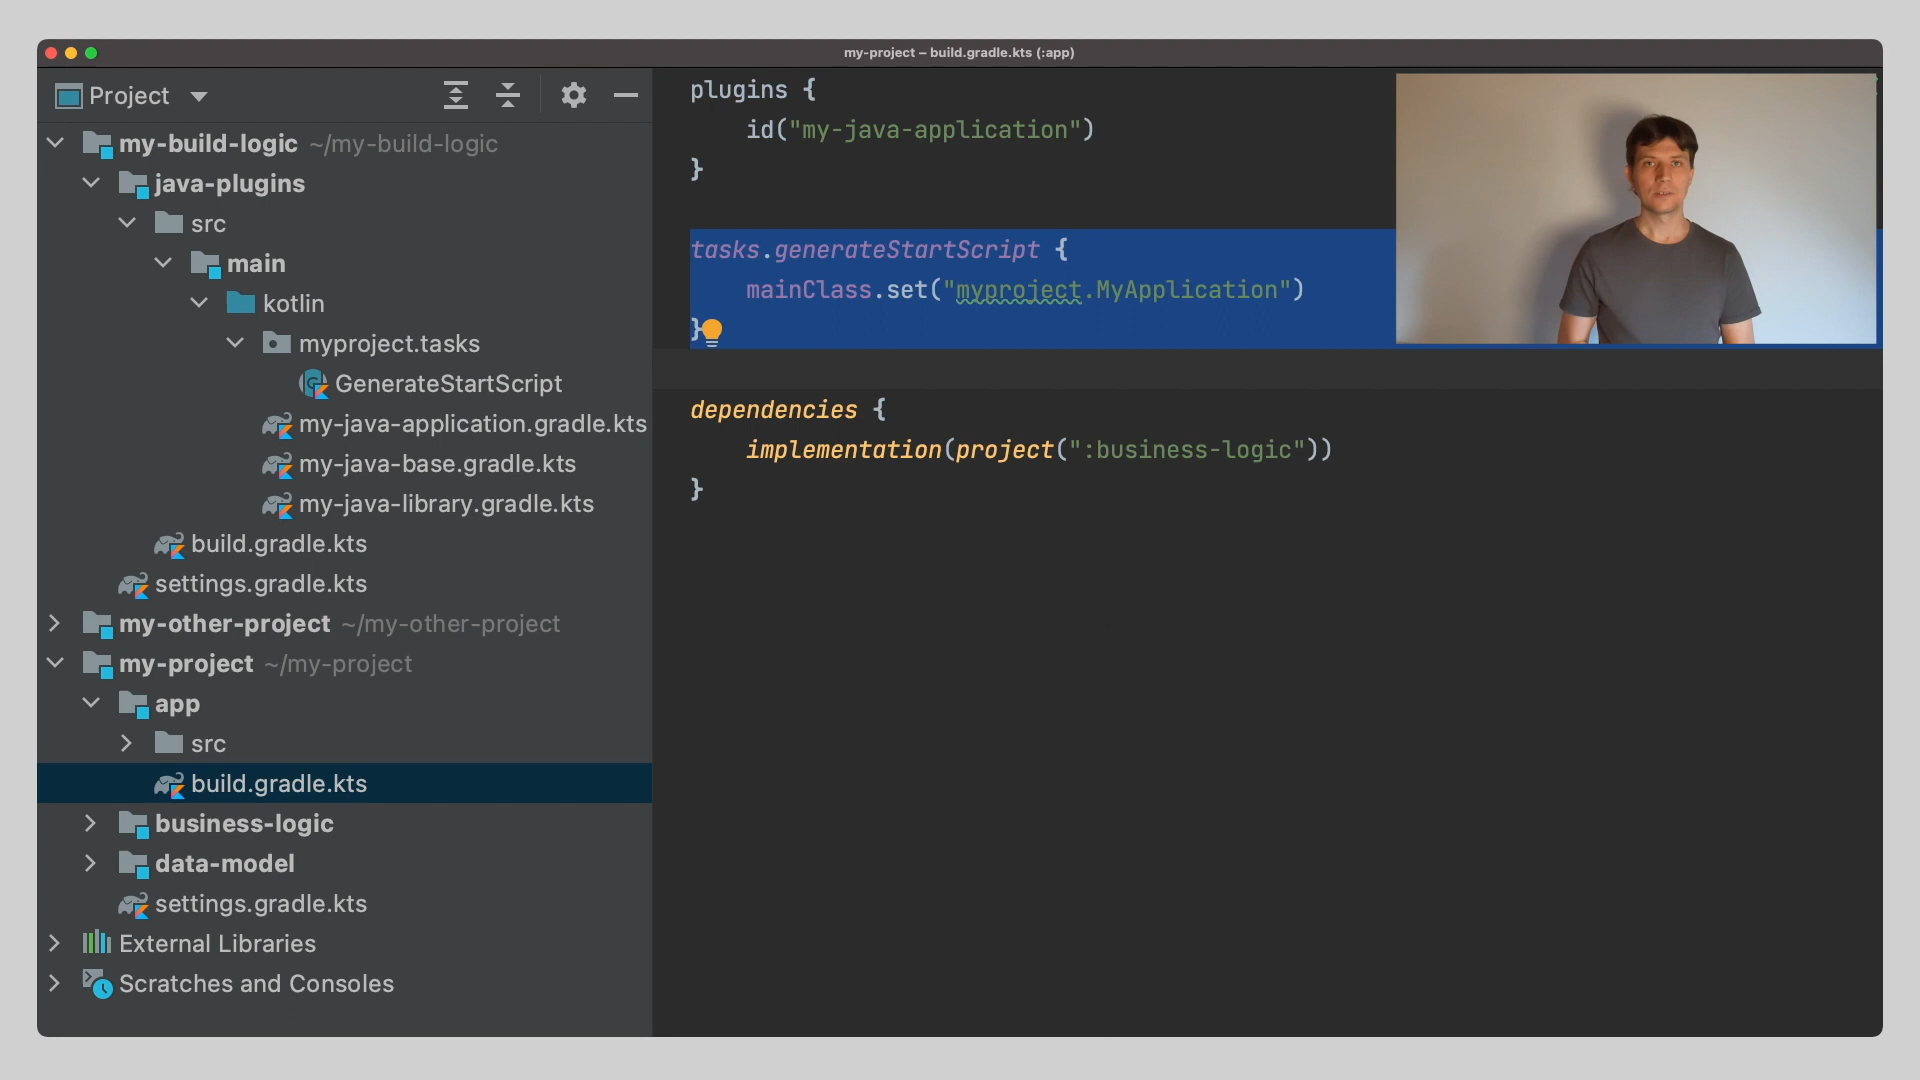 my-project – build.gradle.kts (:app)
Project
my-build-logic ~/my-build-logic
java-plugins
src
main
kotlin
myproject.tasks
GenerateStartScript
my-java-application.gradle.kts
my-java-base.gradle.kts
my-java-library.gradle.kts
build.gradle.kts
settings.gradle.kts
my-other-project ~/my-other-project
my-project ~/my-project
app
src
build.gradle.kts
business-logic
data-model
settings.gradle.kts
External Libraries
Scratches and Consoles
plugins {
id("my-java-application")
}
tasks.generateStartScript {
mainClass.set("myproject.MyApplication")
}
dependencies {
implementation(project(":business-logic"))
}